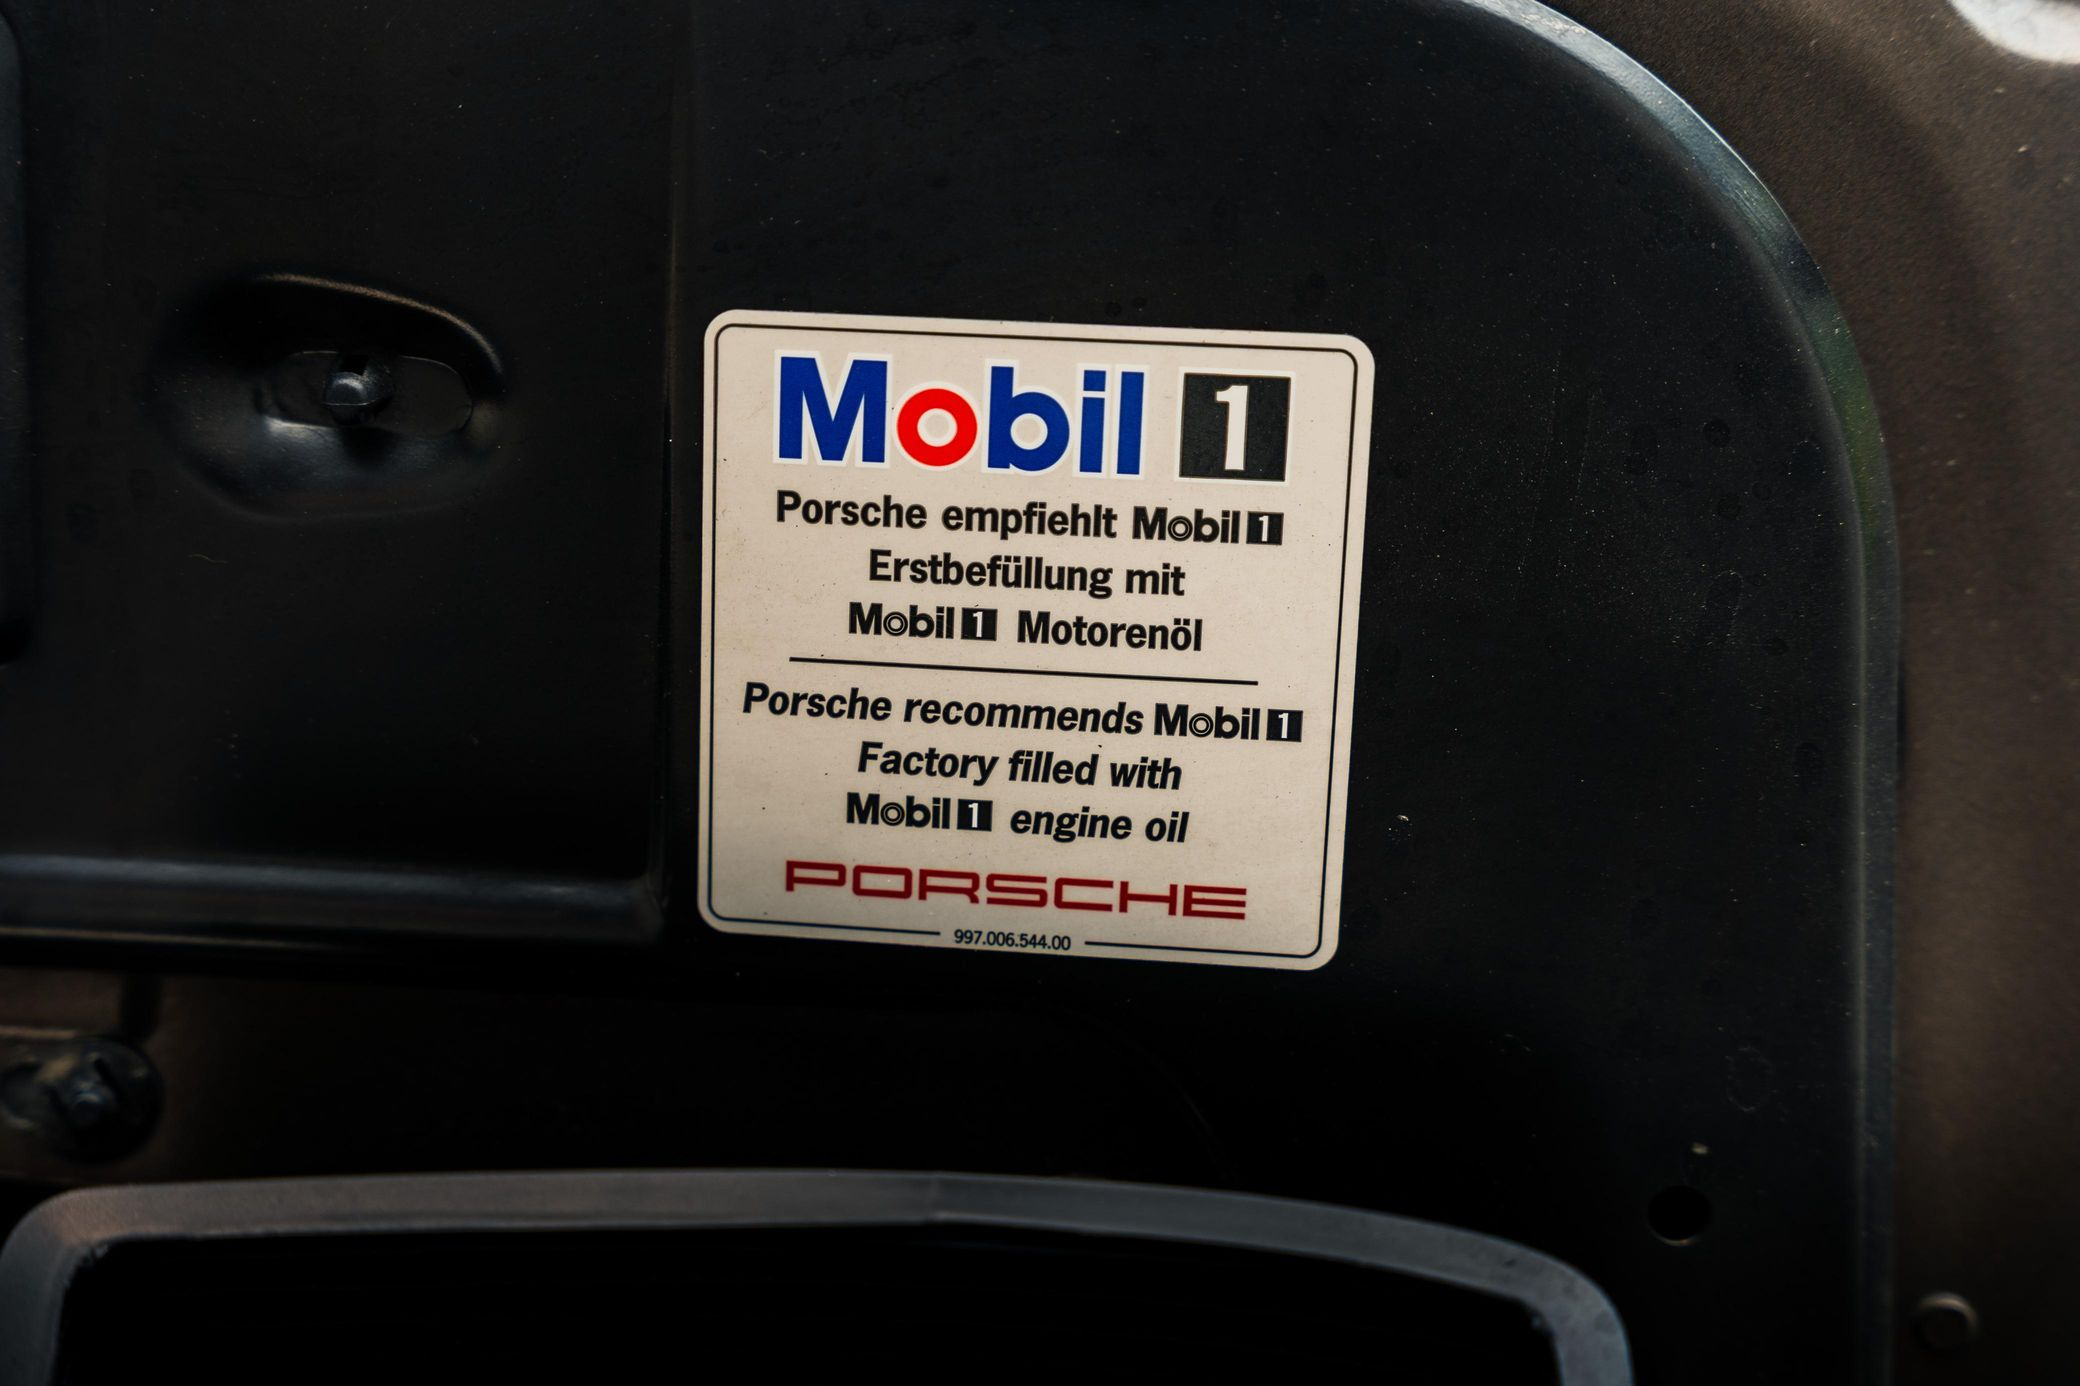 Mobil 1
Porsche empfiehlt Mobil 1
Erstbefüllung mit
Mobil 1 Motorenöl
Porsche recommends Mobil 1
Factory filled with
Mobil 1 engine oil
PORSCHE
997.006.544.00